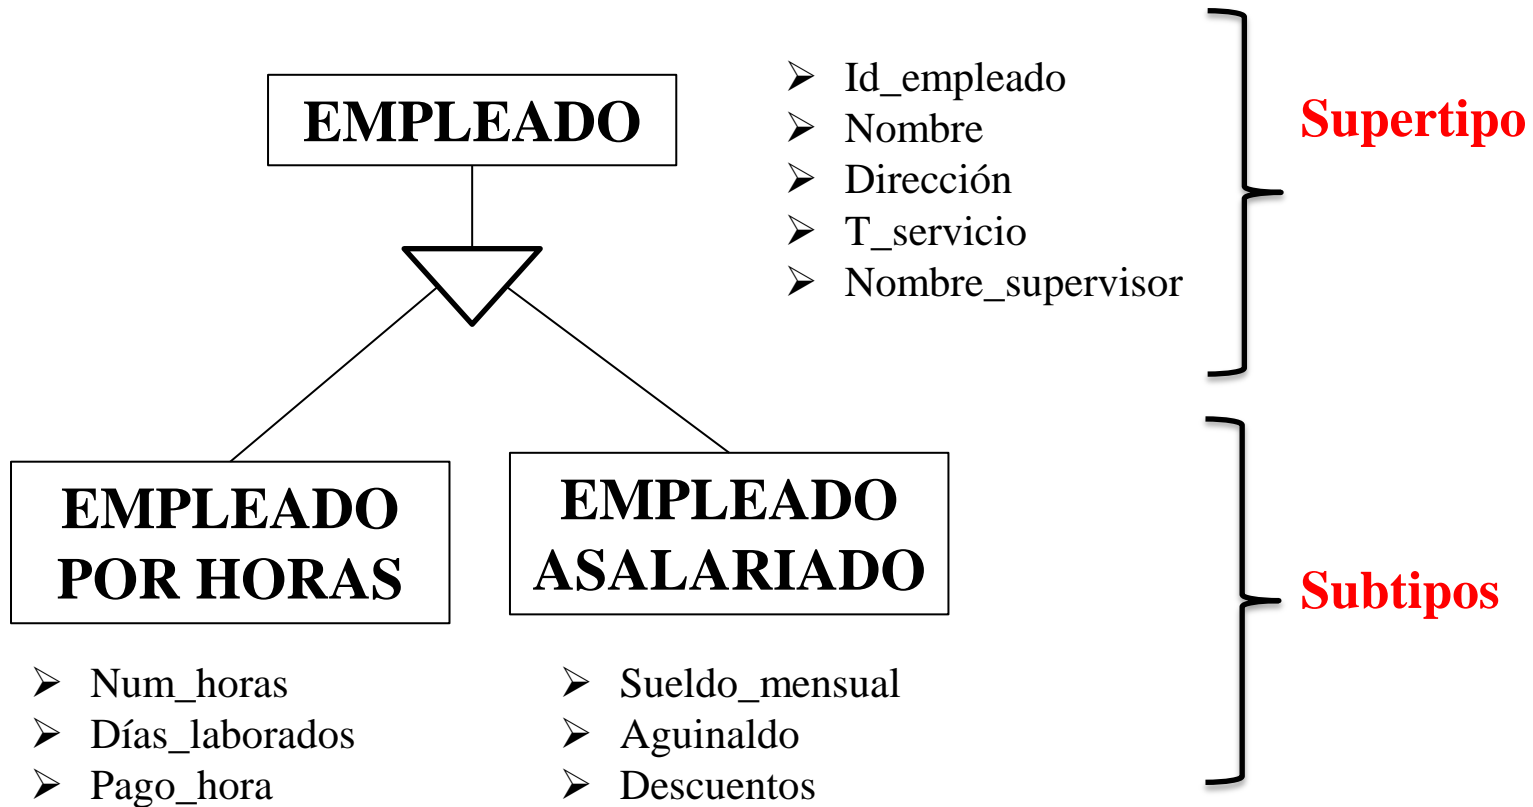 EMPLEADO
➢ Id_empleado
➢ Nombre
➢ Dirección
➢ T_servicio
➢ Nombre_supervisor
Supertipo
EMPLEADO
POR HORAS
➢ Num_horas
➢ Días_laborados
➢ Pago_hora
EMPLEADO
ASALARIADO
➢ Sueldo_mensual
➢ Aguinaldo
➢ Descuentos
Subtipos